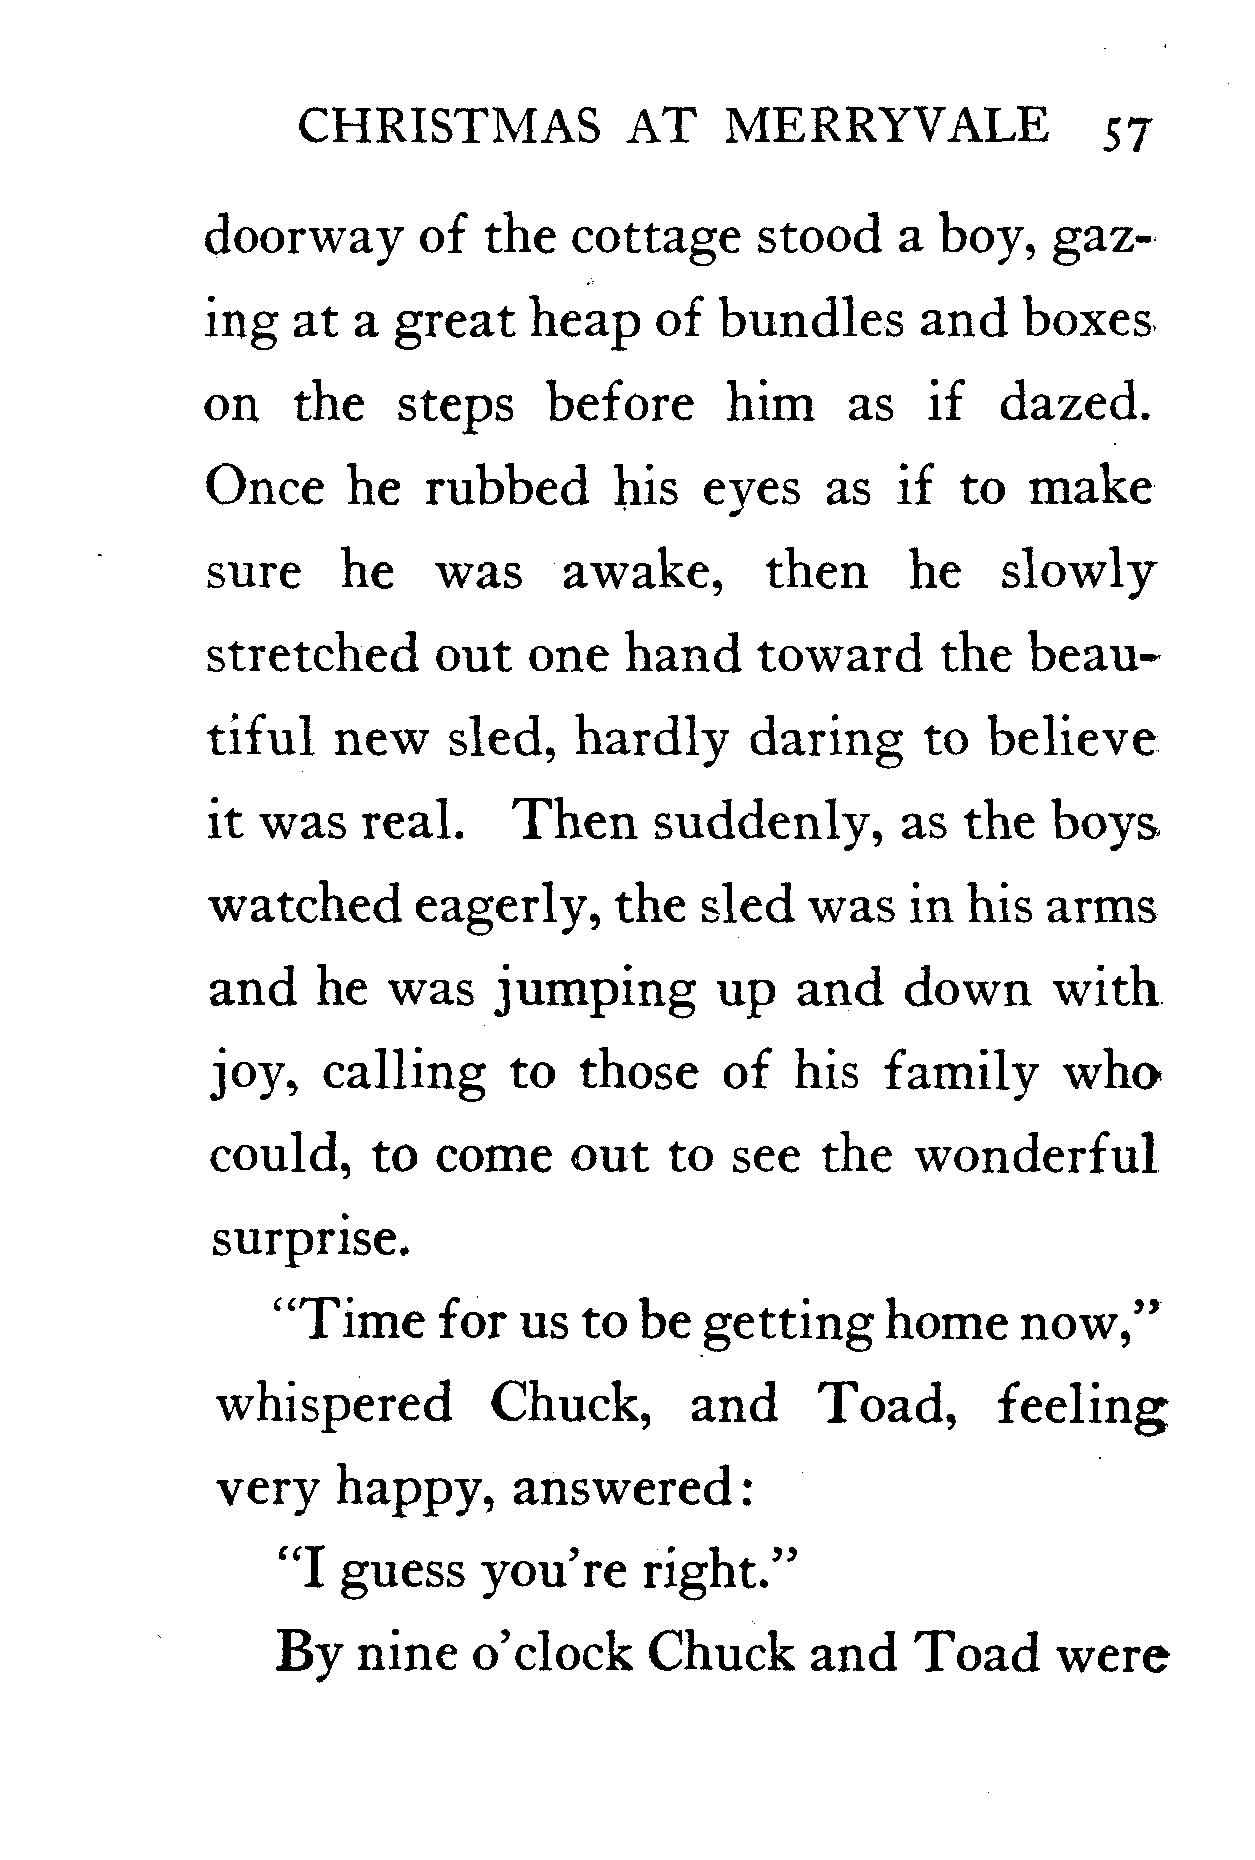 CHRISTMAS AT MERRYVALE 57
doorway of the cottage stood a boy, gaz-
ing at a great heap of bundles and boxes
on the steps before him as if dazed.
Once he rubbed his eyes as if to make
sure he was awake, then he slowly
stretched out one hand toward the beau-
tiful new sled, hardly daring to believe
it was real. Then suddenly, as the boys
watched eagerly, the sled was in his arms
and he was jumping up and down with
joy, calling to those of his family who
could, to come out to see the wonderful
surprise.
"Time for us to be getting home now,"
whispered Chuck, and Toad, feeling
very happy, answered:
"I guess you're right."
By nine o'clock Chuck and Toad were